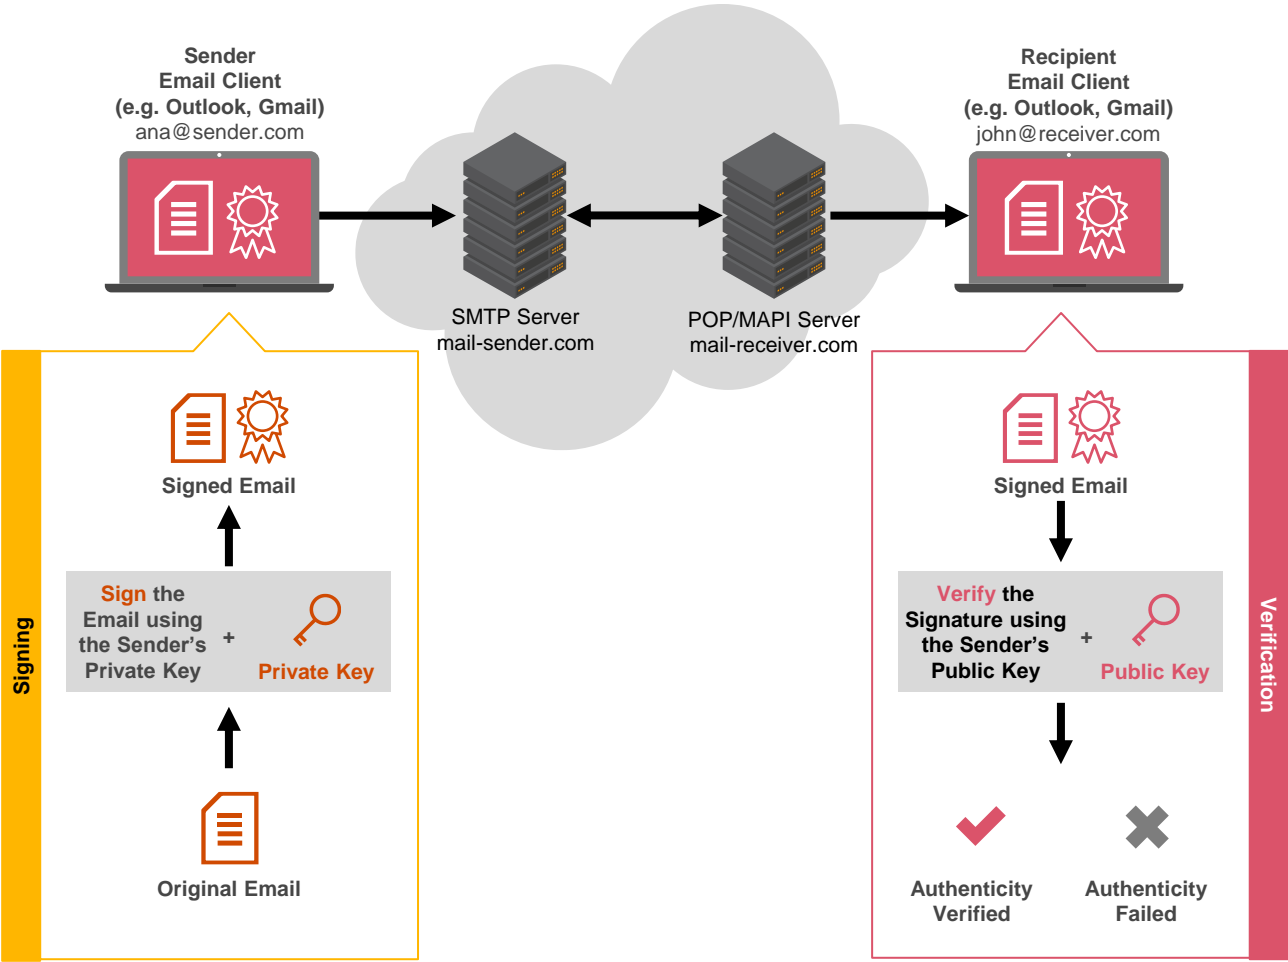 Sender
Email Client
(e.g. Outlook, Gmail)
ana@sender.com
Recipient
Email Client
(e.g. Outlook, Gmail)
john@receiver.com
SMTP Server
mail-sender.com
POP/MAPI Server
mail-receiver.com
Signing
Signed Email
Sign the
Email using
the Sender's
Private Key
+
Private Key
Original Email
Signed Email
Verify the
Signature using
the Sender's
Public Key
+
Public Key
Authenticity
Verified
Authenticity
Failed
Verification